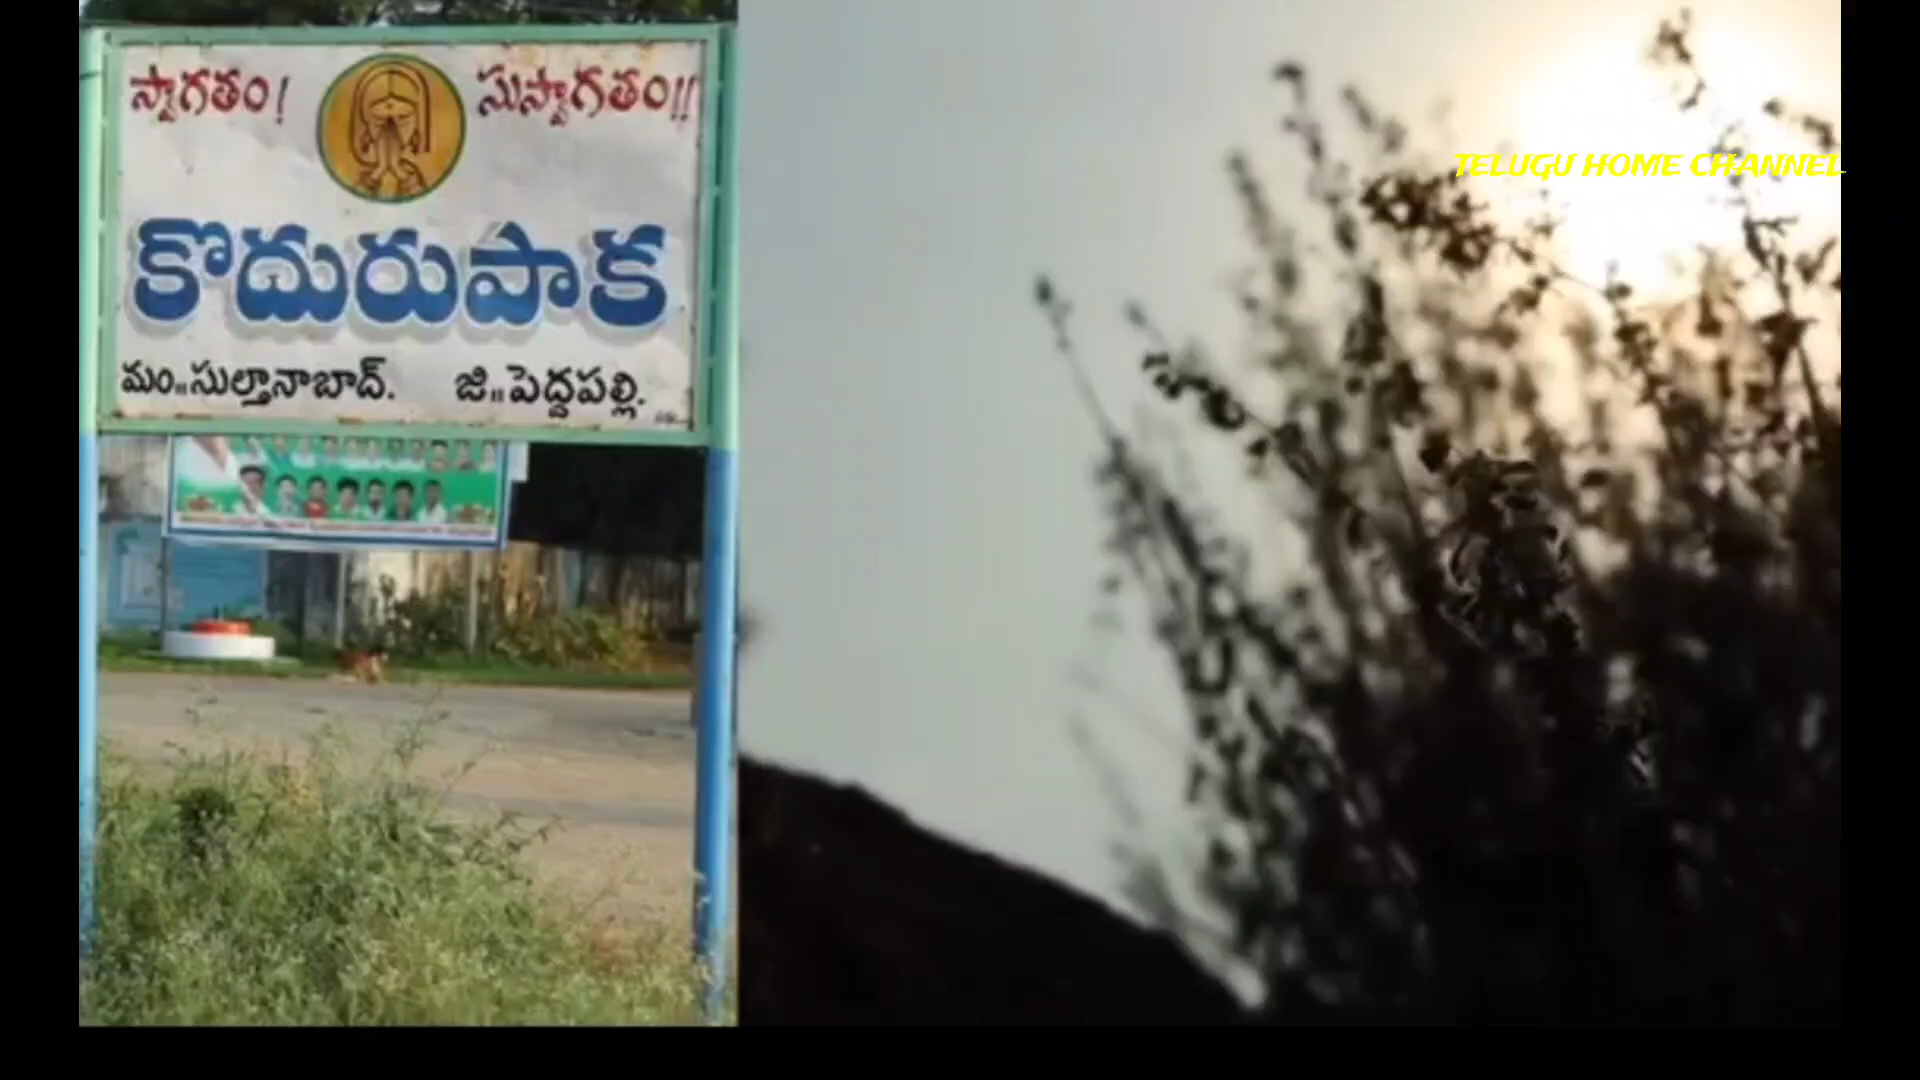 స్వాగతం! సుస్వాగతం!!
కొదురుపాక
మం॥సుల్తానాబాద్. జి॥పెద్దపల్లి.
TELUGU HOME CHANNEL